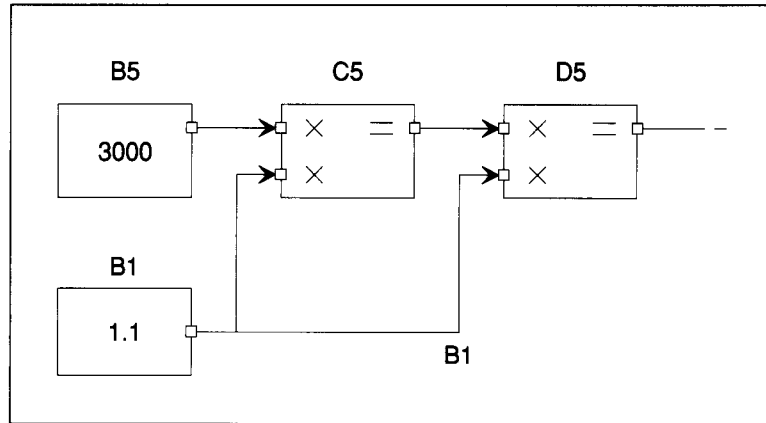 B5 C5 D5
3000 × = × =
× ×
B1
1.1
B1